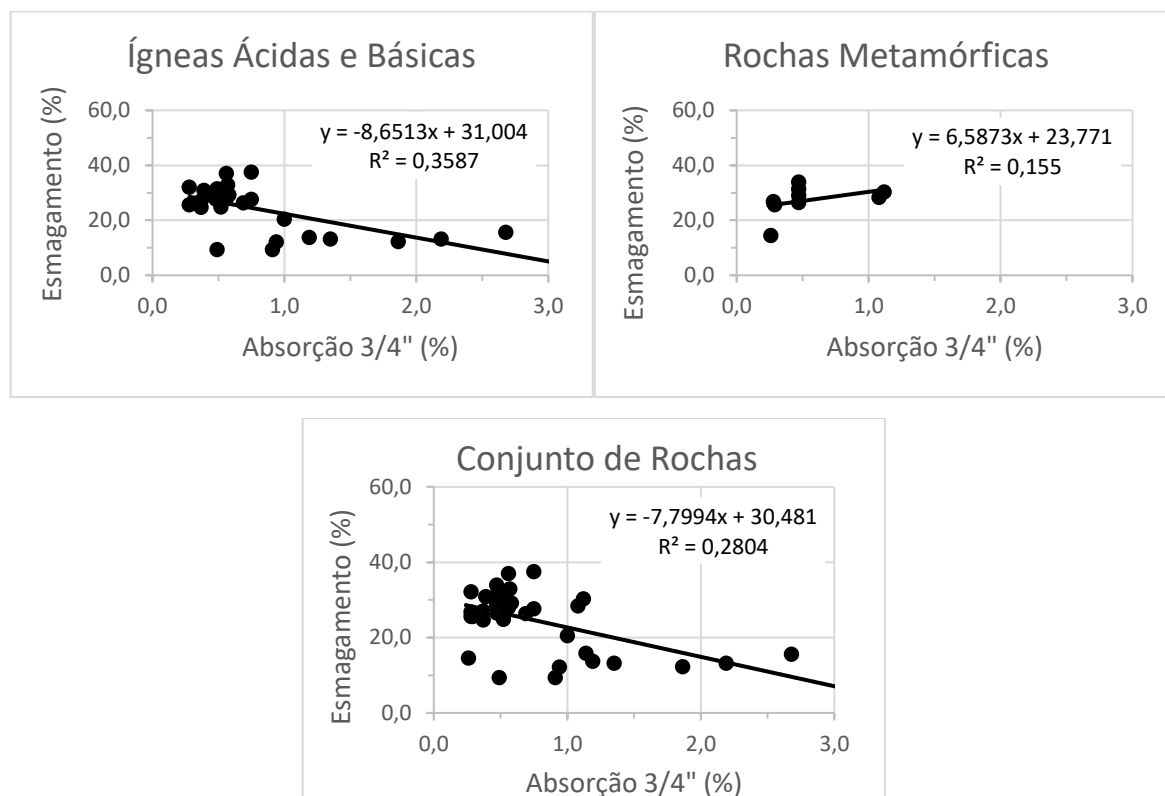 Ígneas Ácidas e Básicas
Esmagamento (%)
60,0
40,0
20,0
0,0
y = -8,6513x + 31,004
R² = 0,3587
0,0 1,0 2,0 3,0
Absorção 3/4" (%)
Rochas Metamórficas
Esmagamento (%)
60,0
40,0
20,0
0,0
y = 6,5873x + 23,771
R² = 0,155
0,0 1,0 2,0 3,0
Absorção 3/4" (%)
Conjunto de Rochas
Esmagamento (%)
60,0
40,0
20,0
0,0
y = -7,7994x + 30,481
R² = 0,2804
0,0 1,0 2,0 3,0
Absorção 3/4" (%)